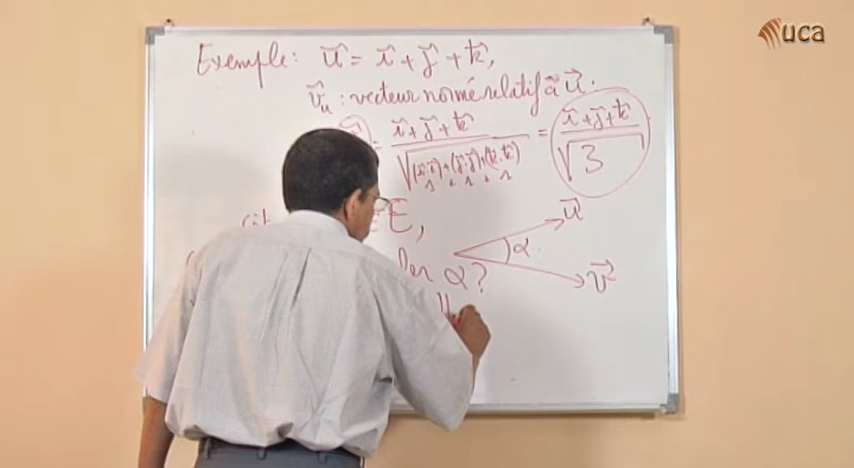 uca
Exemple: u⃗ = i⃗ + j⃗ + k⃗,
v⃗u : vecteur normé relatif à u⃗.
= (i⃗+j⃗+k⃗)/√((i⃗.i⃗)+(j⃗.j⃗)+(k⃗.k⃗)) = (i⃗+j⃗+k⃗)/√3
1 + 1 + 1
E,
u⃗
α
α?
v⃗